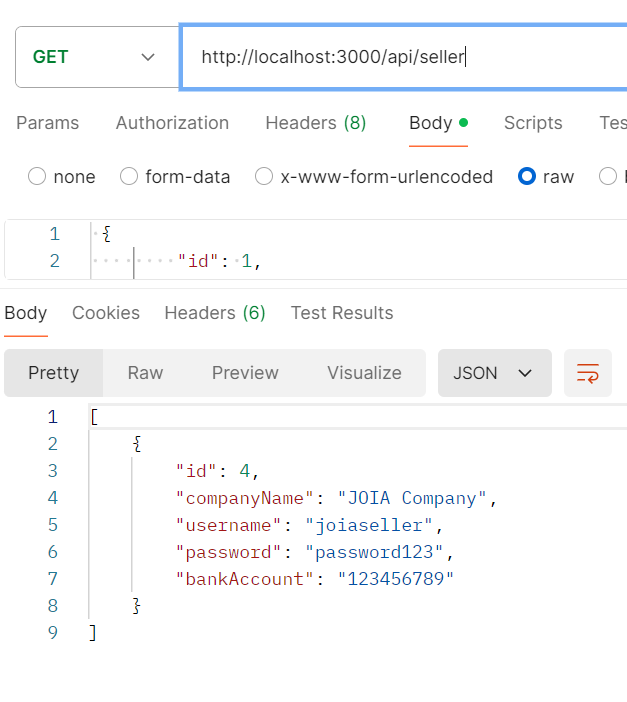 GET http://localhost:3000/api/seller
Params Authorization Headers (8) Body Scripts Tes
none form-data x-www-form-urlencoded raw
1 {
2 "id": 1,
Body Cookies Headers (6) Test Results
Pretty Raw Preview Visualize JSON
1 [
2 {
3 "id": 4,
4 "companyName": "JOIA Company",
5 "username": "joiaseller",
6 "password": "password123",
7 "bankAccount": "123456789"
8 }
9 ]